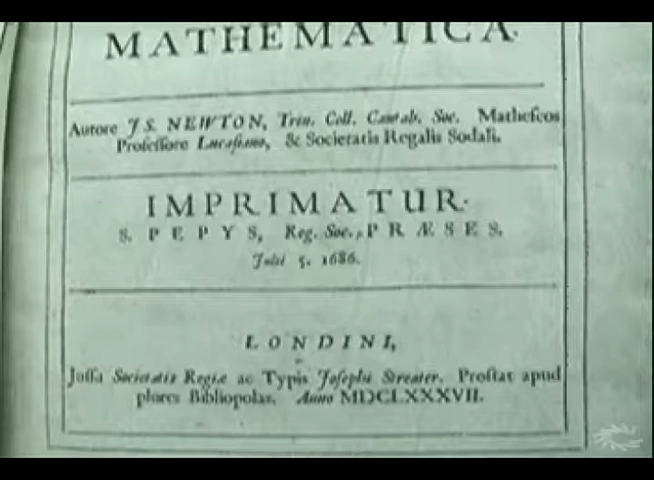 MATHEMATICA.
Autore JS. NEWTON, Trin. Coll. Cantab. Soc. Matheſeos
Profeſſore Lucaſiano, & Societatis Regalis Sodali.
IMPRIMATUR.
S. PEPYS, Reg. Soc. PRÆSES.
Julii 5. 1686.
LONDINI,
Juſſu Societatis Regiæ ac Typis Joſephi Streater. Proſtat apud
plures Bibliopolas. Anno MDCLXXXVII.